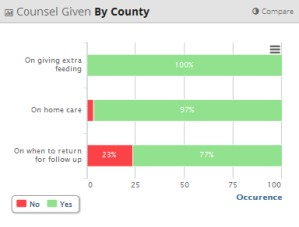 Counsel Given By County
Compare
On giving extra
feeding
100%
On home care
97%
On when to return
for follow up
23%
77%
0 25 50 75 100
Occurence
No Yes